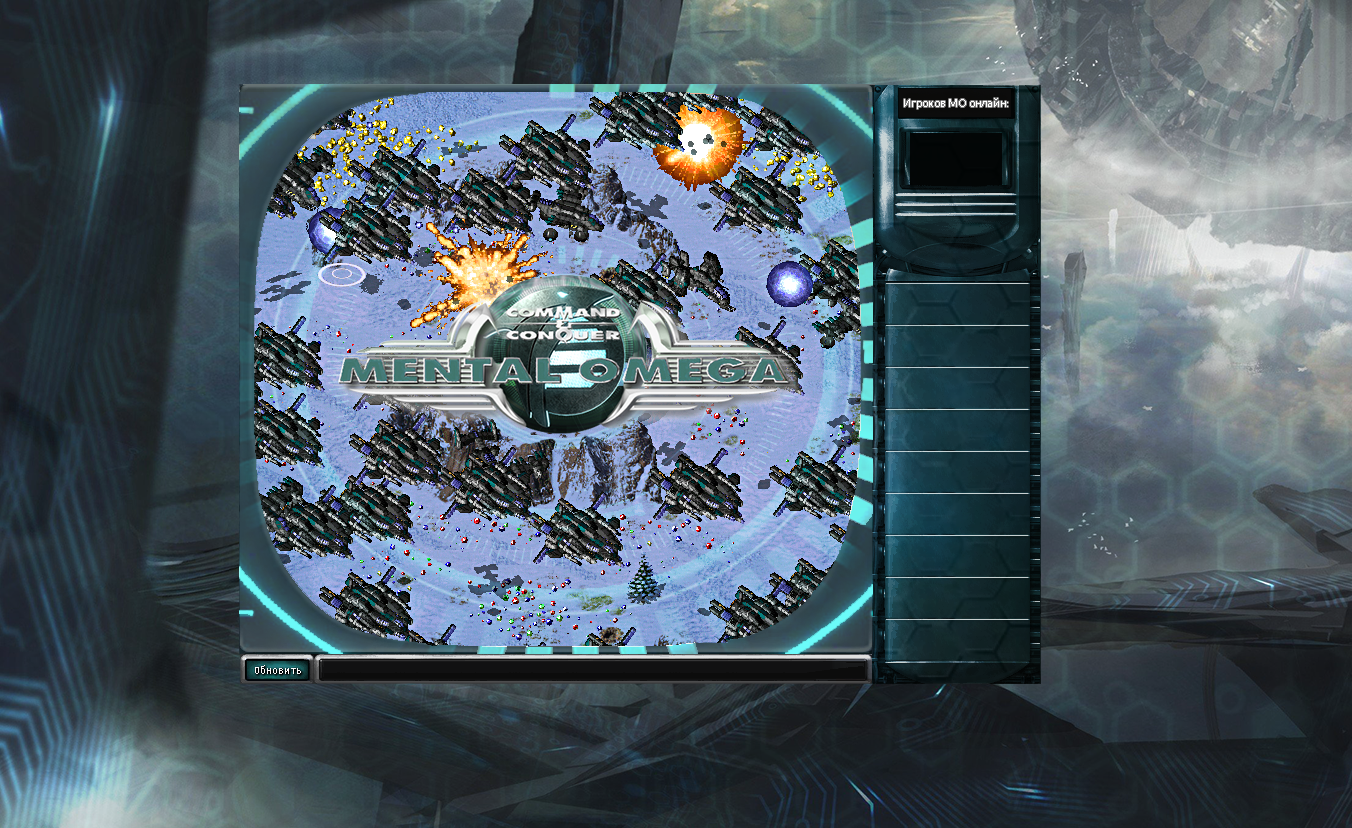 Игроков МО онлайн:
COMMAND
&
CONQUER
MENTAL OMEGA
Обновить